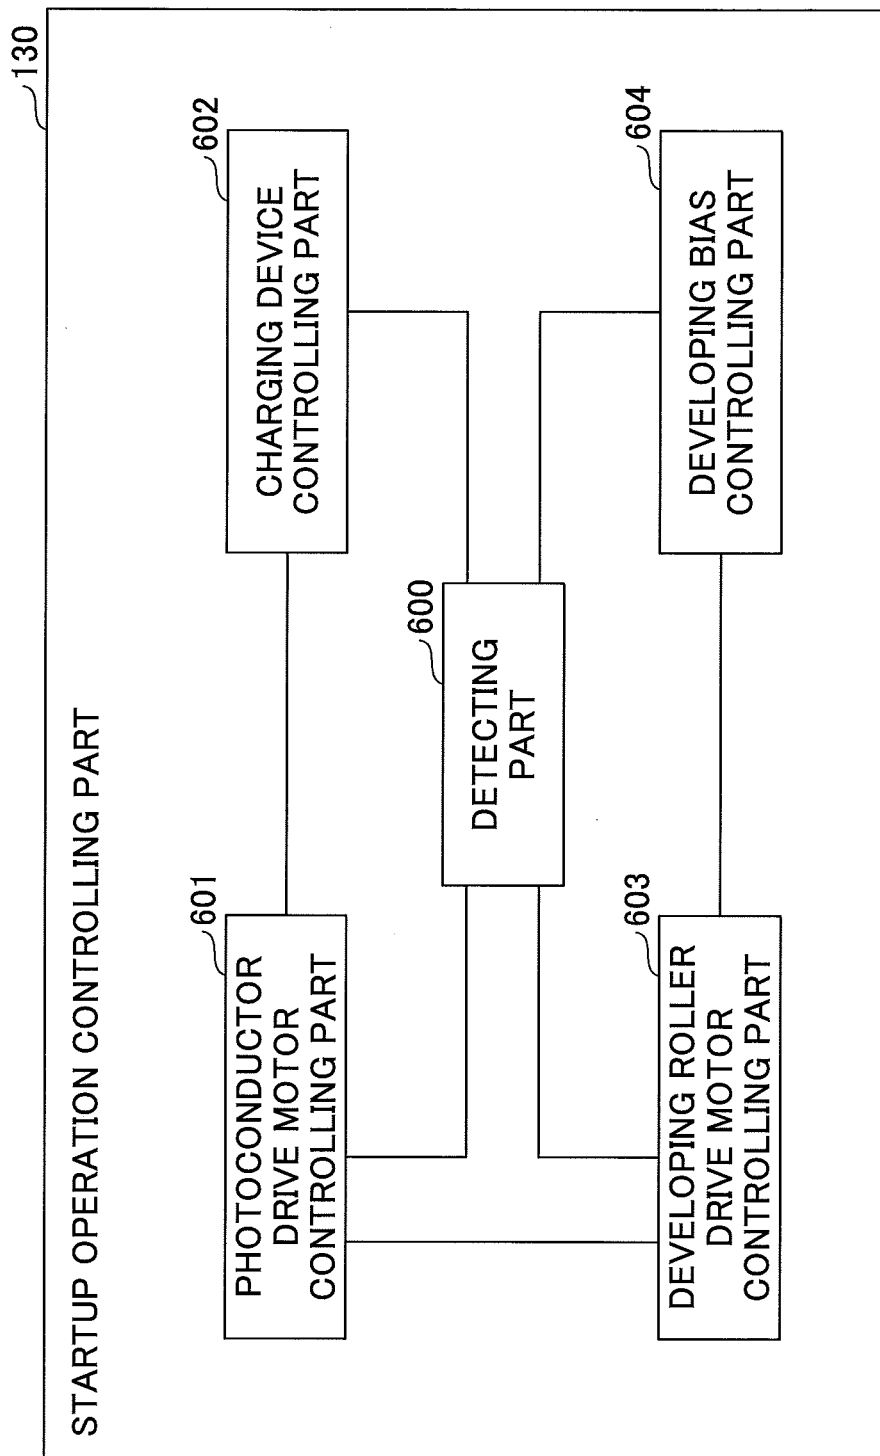 130
STARTUP OPERATION CONTROLLING PART
601
PHOTOCONDUCTOR
DRIVE MOTOR
CONTROLLING PART
602
CHARGING DEVICE
CONTROLLING PART
600
DETECTING
PART
603
DEVELOPING ROLLER
DRIVE MOTOR
CONTROLLING PART
604
DEVELOPING BIAS
CONTROLLING PART